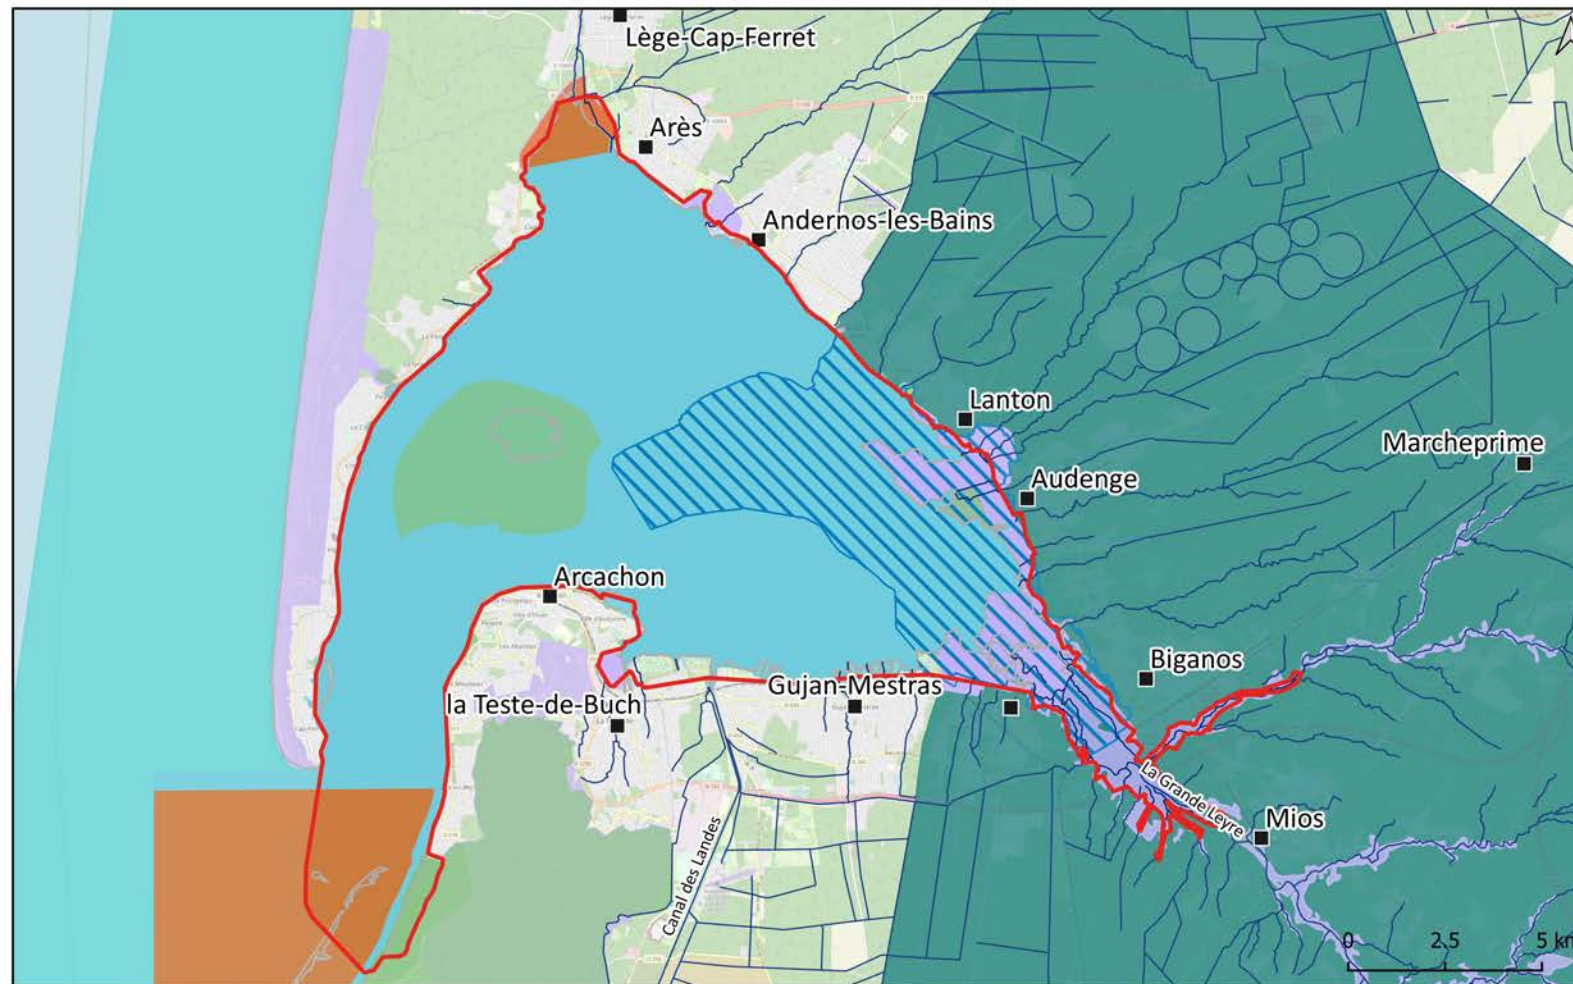 Lège-Cap-Ferret
Arès
Andernos-les-Bains
Lanton
Marcheprime
Audenge
Arcachon
Biganos
Gujan-Mestras
la Teste-de-Buch
La Grande Leyre
Mios
Canal des Landes
0 2.5 5 km